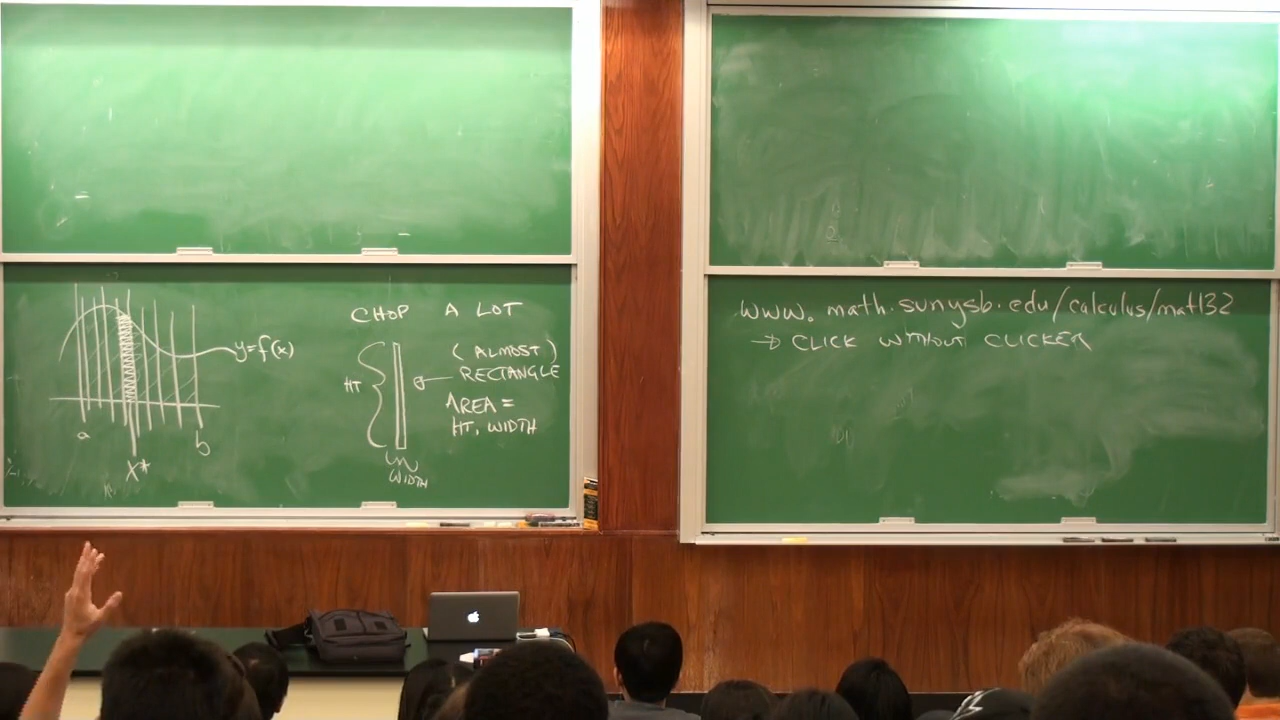 y=f(x)
a
b
X*
CHOP A LOT
HT
(ALMOST)
RECTANGLE
AREA =
HT. WIDTH
WIDTH
www.math.sunysb.edu/calculus/mat132
→ CLICK WITHOUT CLICKER